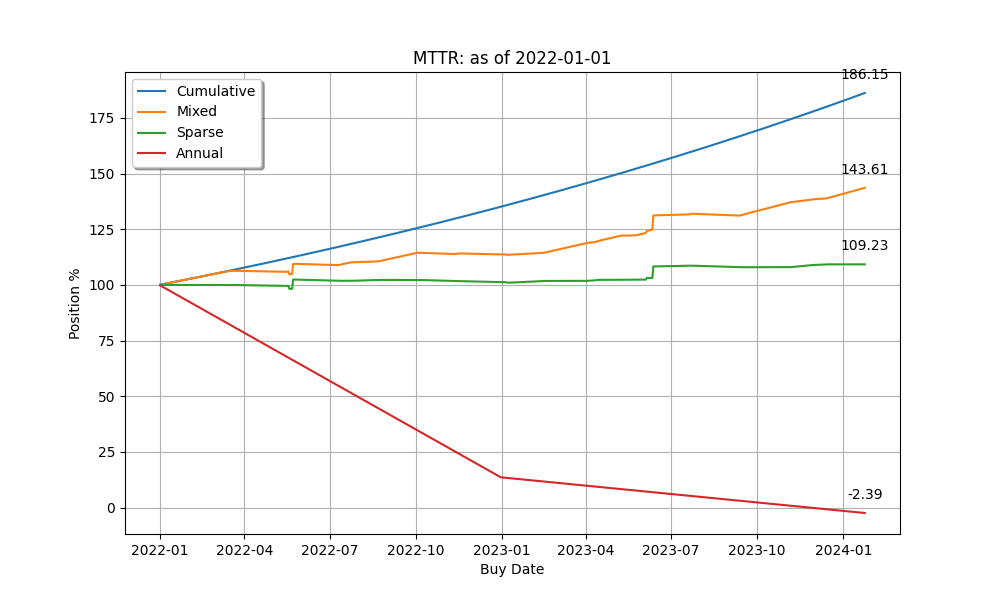 MTTR: as of 2022-01-01
186.15
Cumulative
Mixed
Sparse
Annual
175
150
125
100
75
50
25
0
143.61
109.23
-2.39
Position %
2022-01 2022-04 2022-07 2022-10 2023-01 2023-04 2023-07 2023-10 2024-01
Buy Date